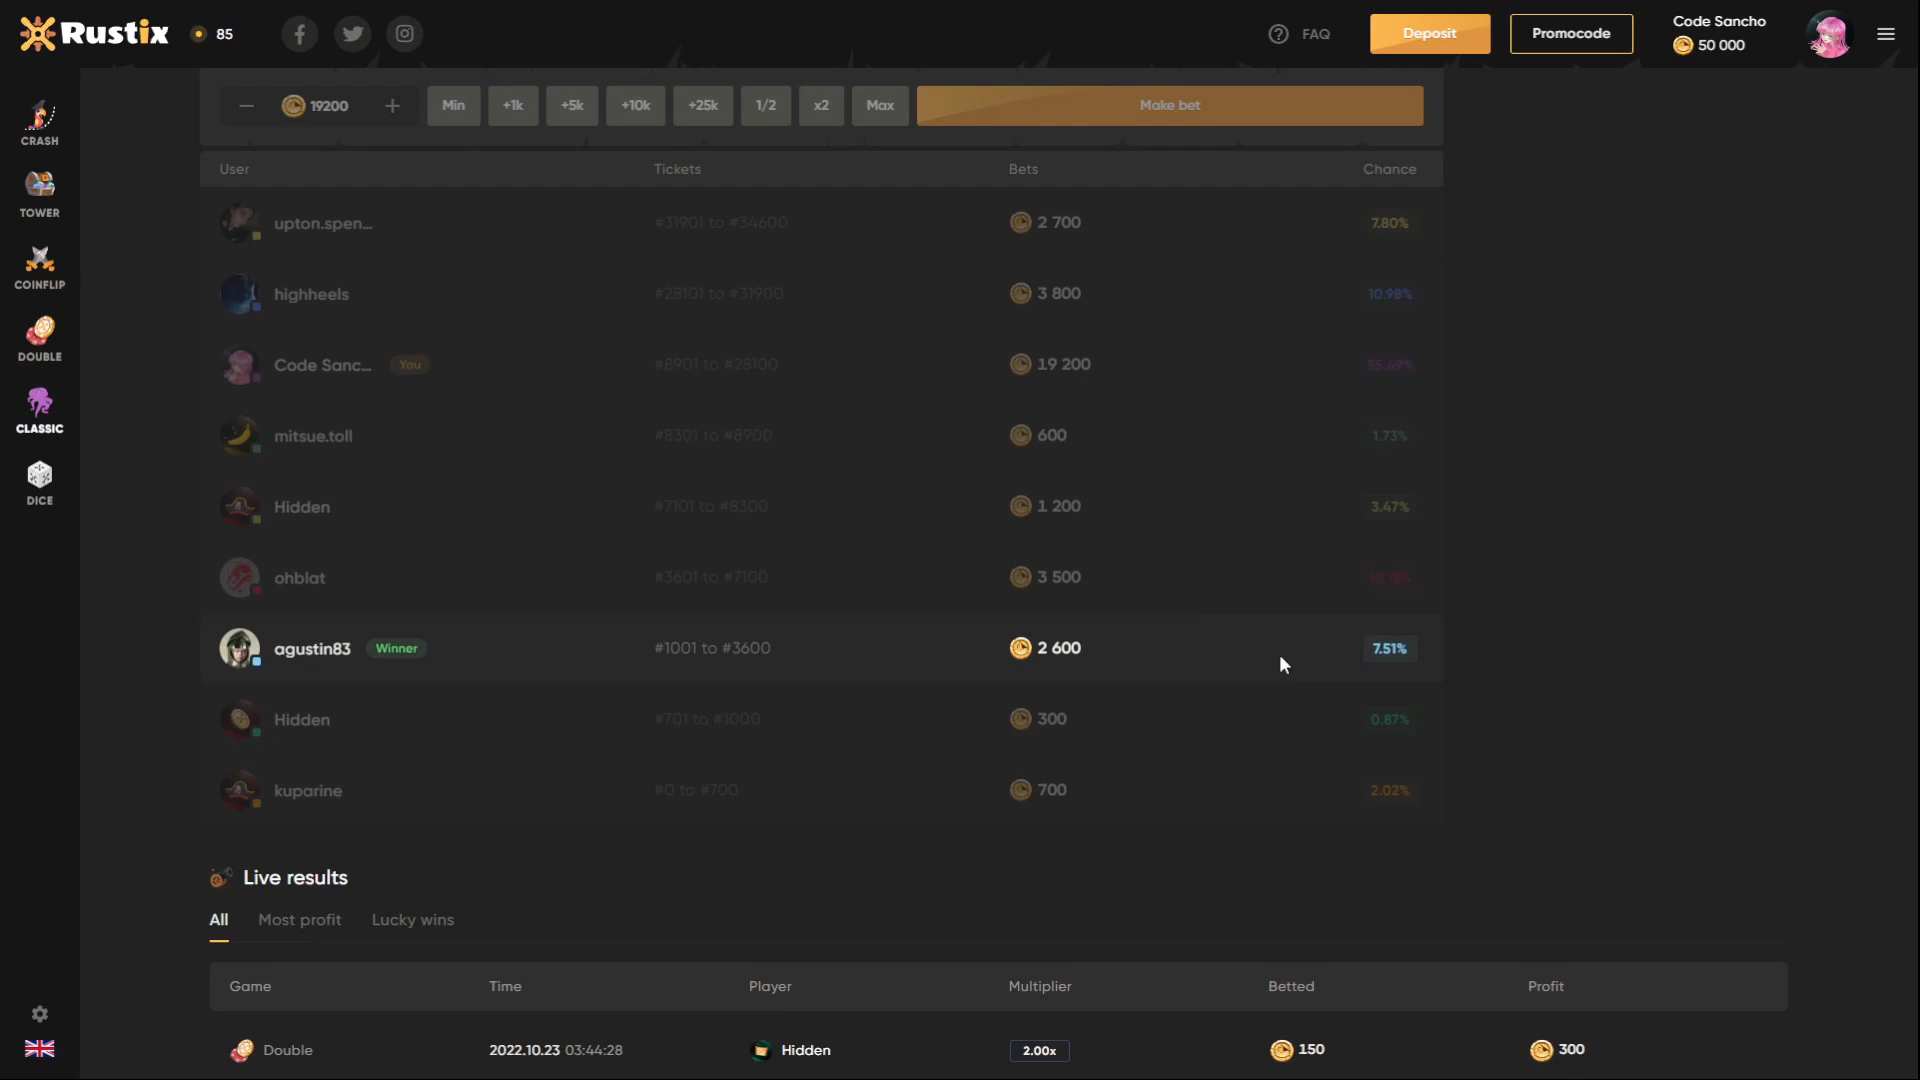 Rustix 85 FAQ Deposit Promocode Code Sancho
50 000
19200 Min +1k +5k +10k +25k 1/2 x2 Max Make bet
CRASH
TOWER
COINFLIP
DOUBLE
CLASSIC
DICE
User Tickets Bets Chance
upton.spen... #31901 to #34600 2 700 7.80%
highheels #28101 to #31900 3 800 10.98%
Code Sanc... You #8901 to #28100 19 200 55.49%
mitsue.toll #8301 to #8900 600 1.73%
Hidden #7101 to #8300 1 200 3.47%
ohblat #3601 to #7100 3 500
agustin83 Winner #1001 to #3600 2 600 7.51%
Hidden #701 to #1000 300 0.87%
kuparine #0 to #700 700 2.02%
Live results
All Most profit Lucky wins
Game Time Player Multiplier Betted Profit
Double 2022.10.23 03:44:28 Hidden 2.00x 150 300